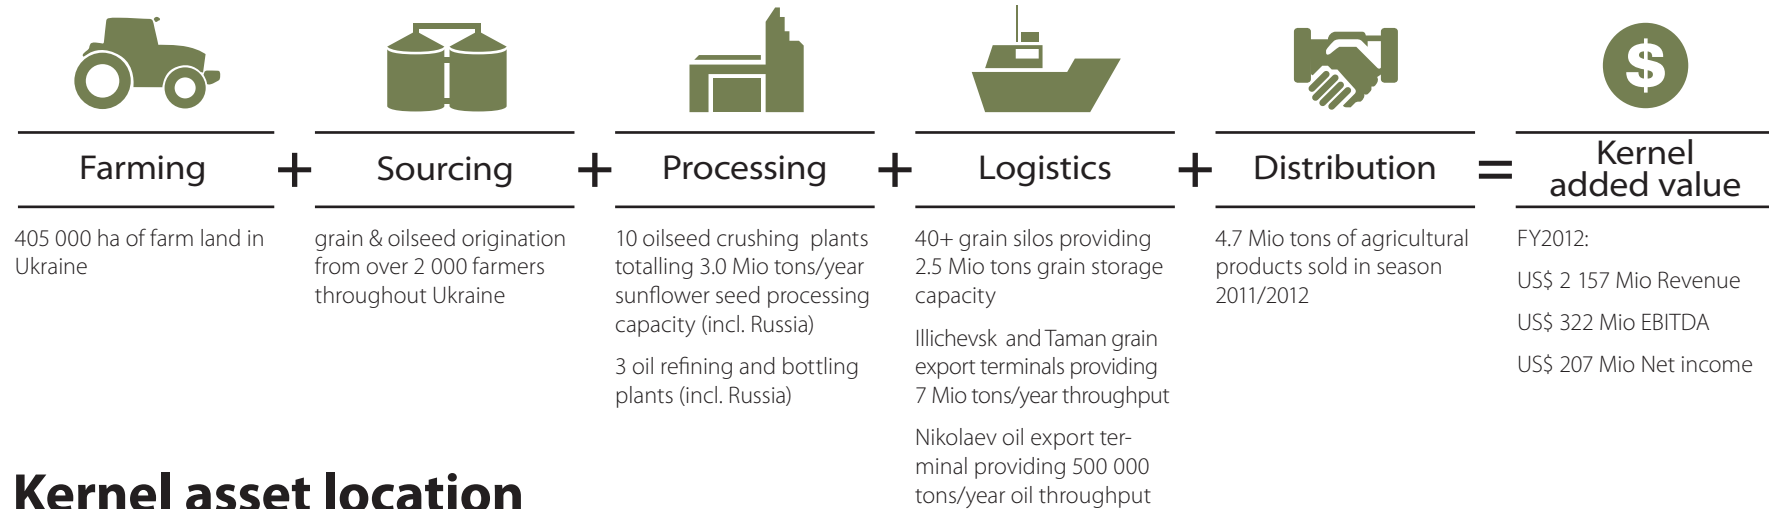 $
Farming
+
Sourcing
+
Processing
+
Logistics
+
Distribution
=
Kernel
added value
405 000 ha of farm land in
Ukraine
grain & oilseed origination
from over 2 000 farmers
throughout Ukraine
10 oilseed crushing plants
totalling 3.0 Mio tons/year
sunflower seed processing
capacity (incl. Russia)
3 oil refining and bottling
plants (incl. Russia)
40+ grain silos providing
2.5 Mio tons grain storage
capacity
Illichevsk and Taman grain
export terminals providing
7 Mio tons/year throughput
Nikolaev oil export ter-
minal providing 500 000
tons/year oil throughput
4.7 Mio tons of agricultural
products sold in season
2011/2012
FY2012:
US$ 2 157 Mio Revenue
US$ 322 Mio EBITDA
US$ 207 Mio Net income
Kernel asset location